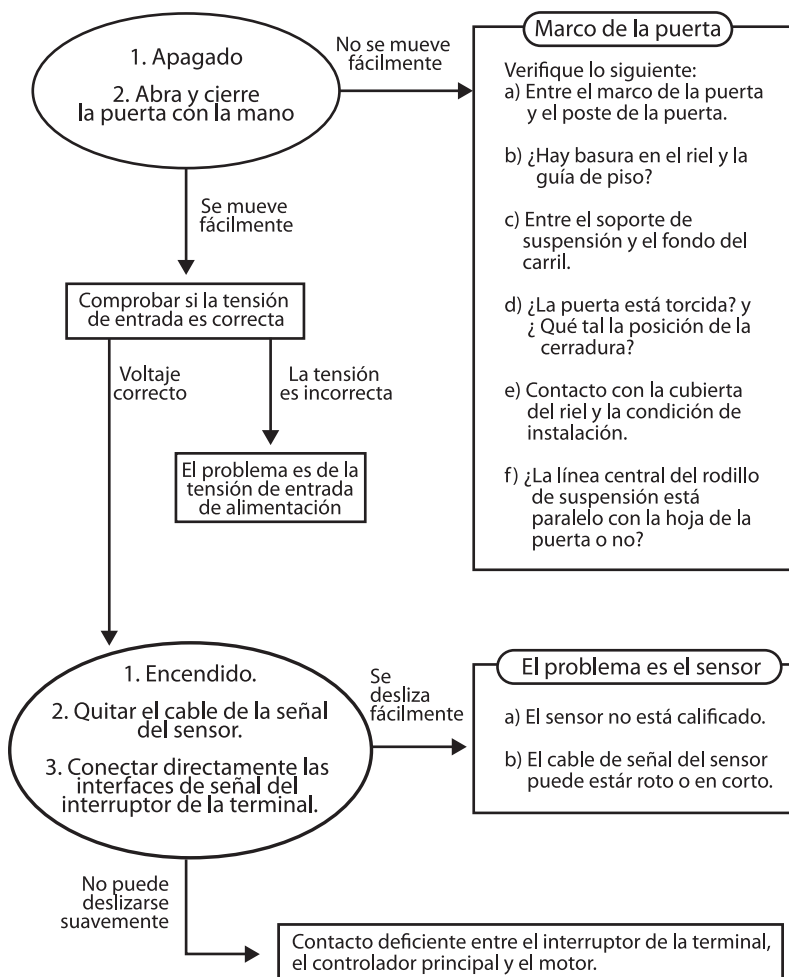 1. Apagado
2. Abra y cierre
la puerta con la mano
No se mueve
fácilmente
Marco de la puerta
Verifique lo siguiente:
a) Entre el marco de la puerta
y el poste de la puerta.
b) ¿Hay basura en el riel y la
guía de piso?
c) Entre el soporte de
suspensión y el fondo del
carril.
d) ¿La puerta está torcida? y
¿ Qué tal la posición de la
cerradura?
e) Contacto con la cubierta
del riel y la condición de
instalación.
f) ¿La línea central del rodillo
de suspensión está
paralelo con la hoja de la
puerta o no?
Se mueve
fácilmente
Comprobar si la tensión
de entrada es correcta
Voltaje
correcto
La tensión
es incorrecta
El problema es de la
tensión de entrada
de alimentación
1. Encendido.
2. Quitar el cable de la señal
del sensor.
3. Conectar directamente las
interfaces de señal del
interruptor de la terminal.
Se
desliza
fácilmente
El problema es el sensor
a) El sensor no está calificado.
b) El cable de señal del sensor
puede estár roto o en corto.
No puede
deslizarse
suavemente
Contacto deficiente entre el interruptor de la terminal,
el controlador principal y el motor.